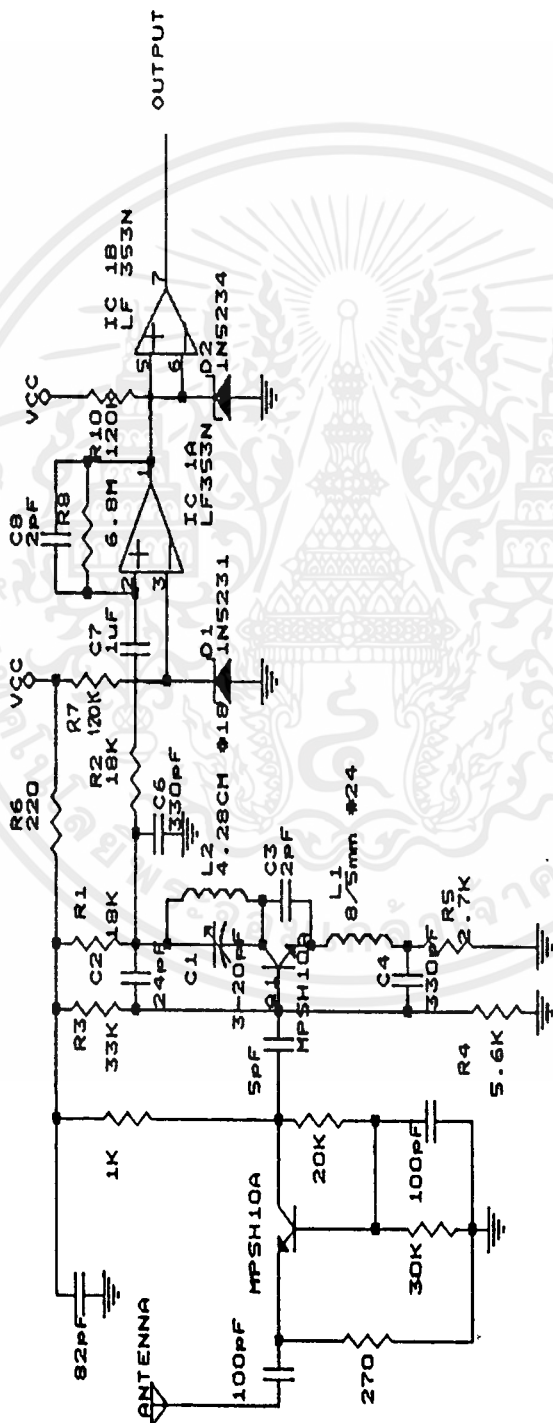 82pF
ANTENNA
100pF
270
MPSH10A
30K
100pF
20K
1K
5pF
R3
33K
C2
24pF
R1
18K
R6
220
C1
3-20pF
Q1
MPSH10A
R4
5.6K
C4
330pF
R5
2.7K
L1
8/5mm #24
C3
2pF
L2
4.28CM #18
C6
330pF
R2
18K
R7
120K
VCC
C7
1uF
D1
1N5231
2
3
1
IC 1A
LF353N
C8
2pF
R8
6.8M
R10
120K
VCC
D2
1N5234
5
6
7
IC 1B
LF 353N
OUTPUT